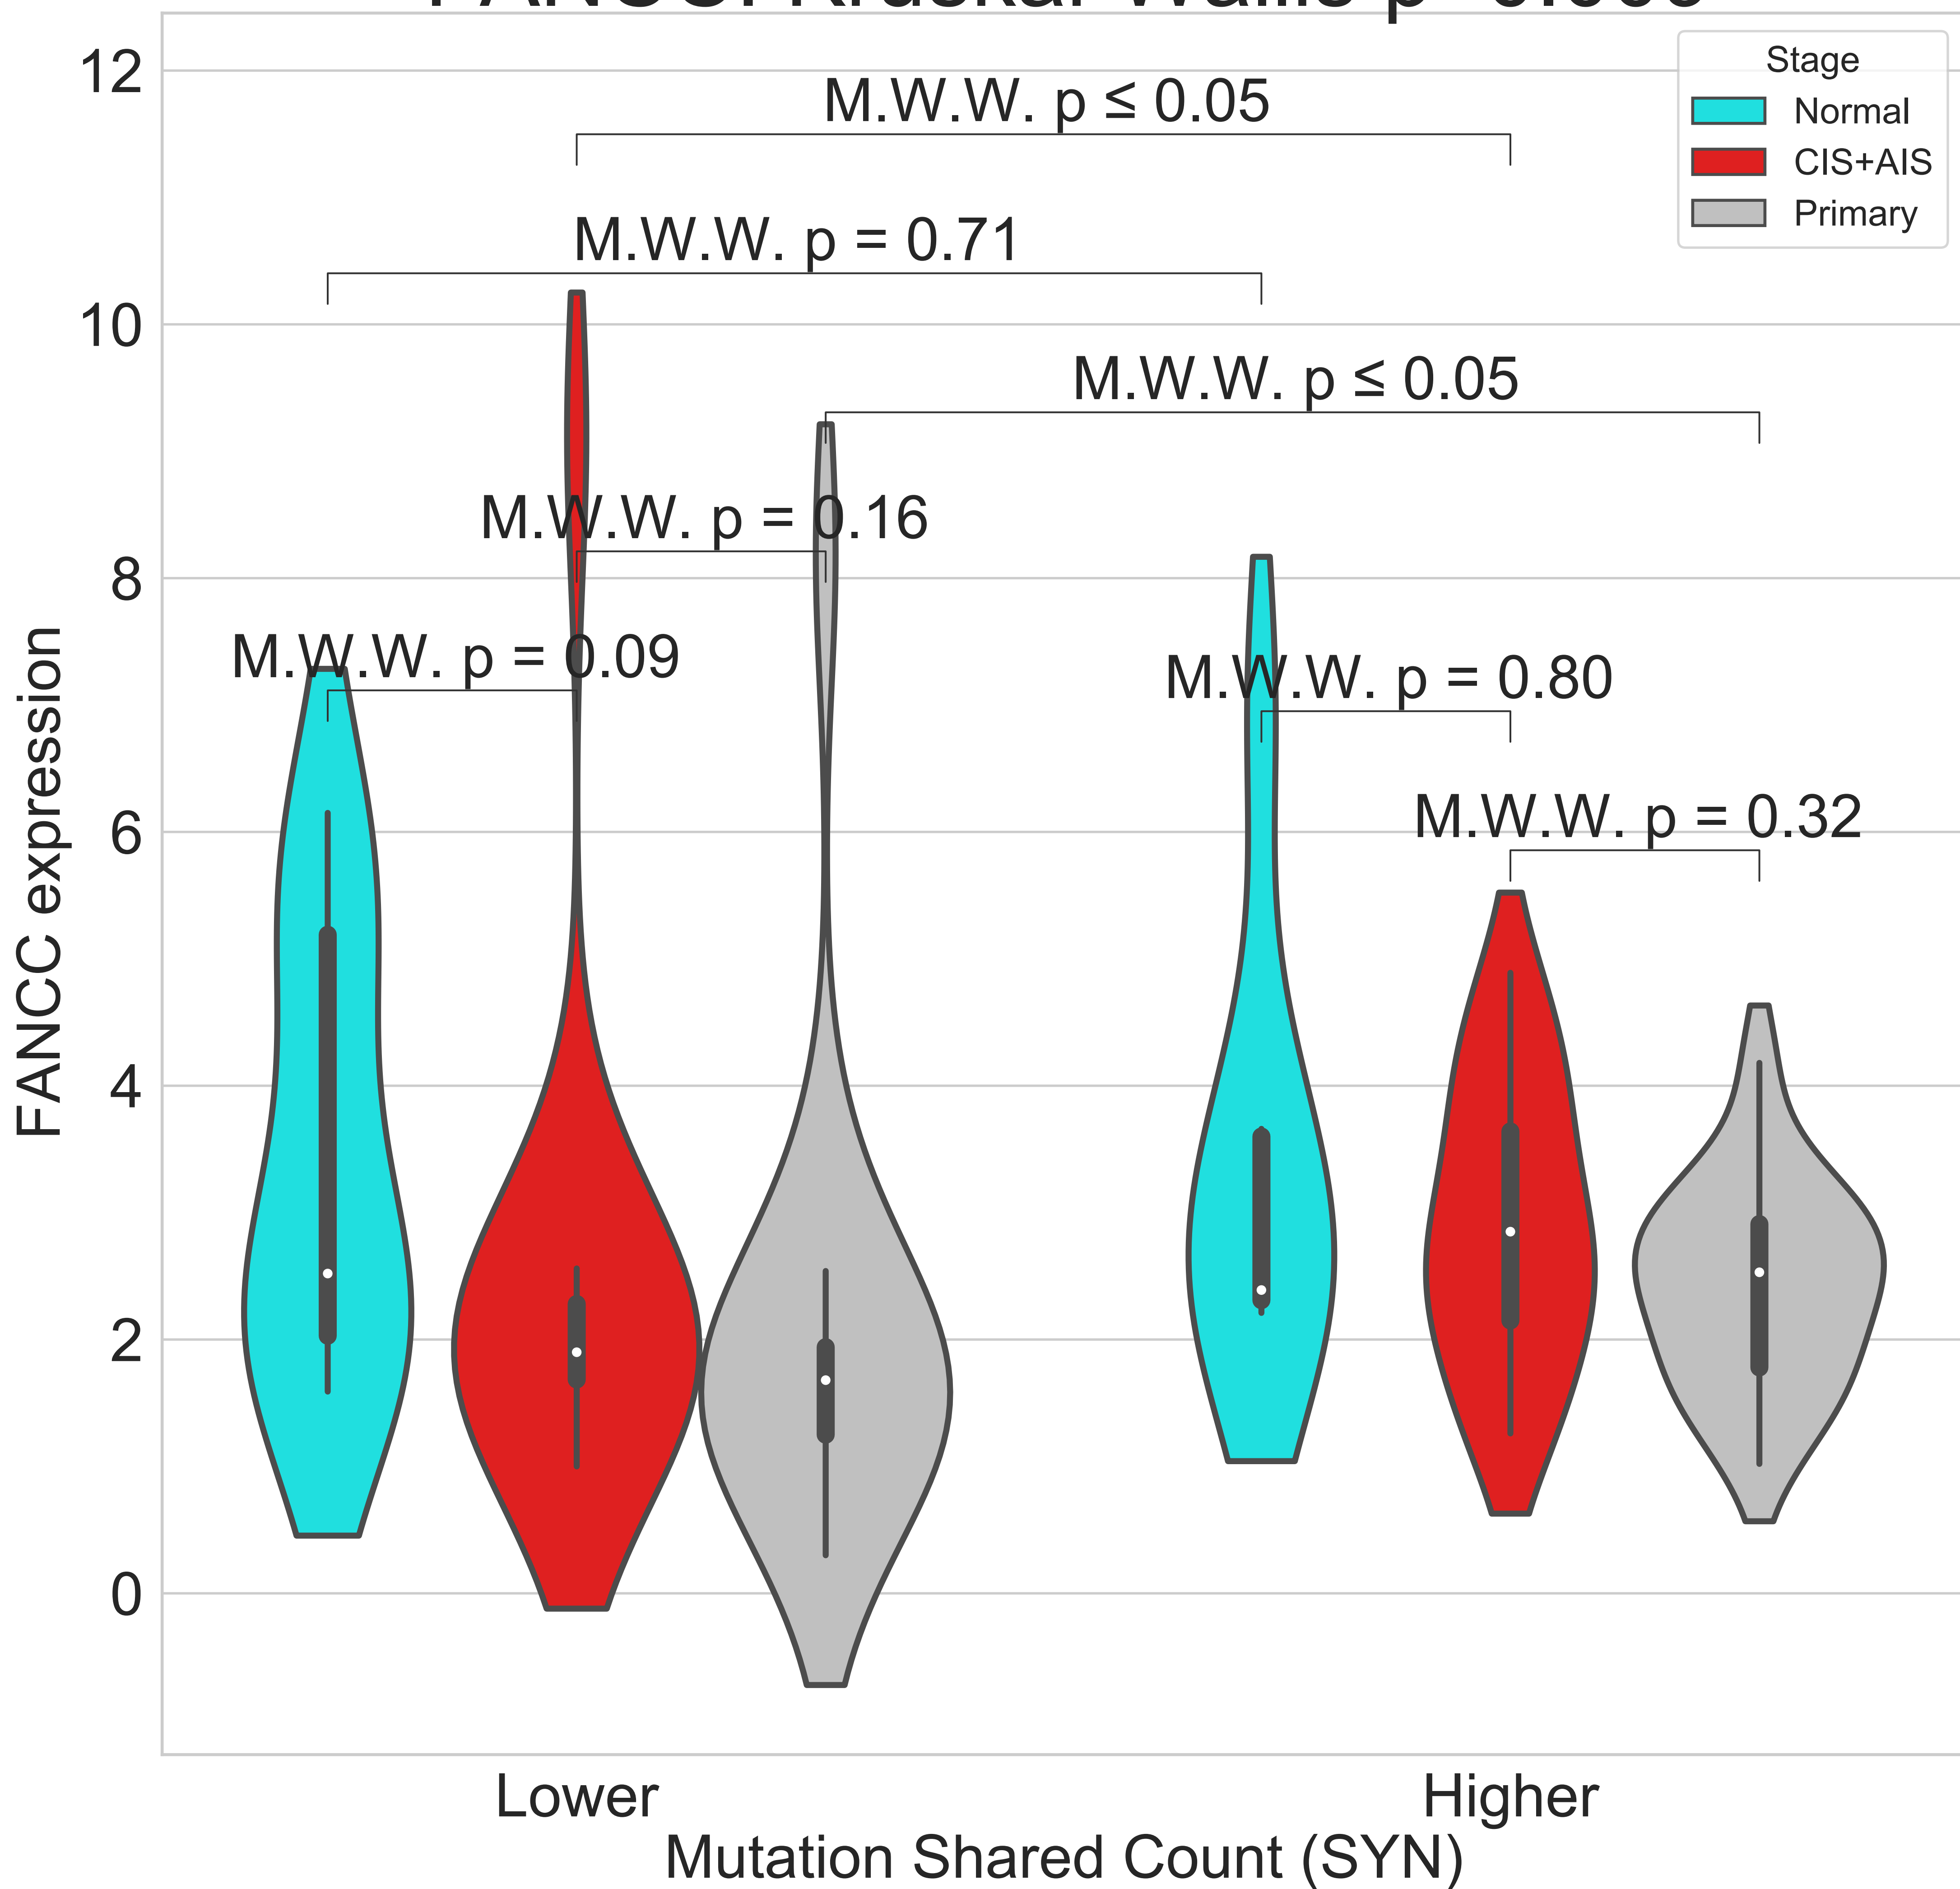 Stage
Normal
CIS+AIS
Primary
M.W.W. p ≤ 0.05
M.W.W. p = 0.71
M.W.W. p ≤ 0.05
M.W.W. p = 0.16
M.W.W. p = 0.09
M.W.W. p = 0.80
M.W.W. p = 0.32
12
10
8
6
4
2
0
FANCC expression
Lower
Higher
Mutation Shared Count (SYN)